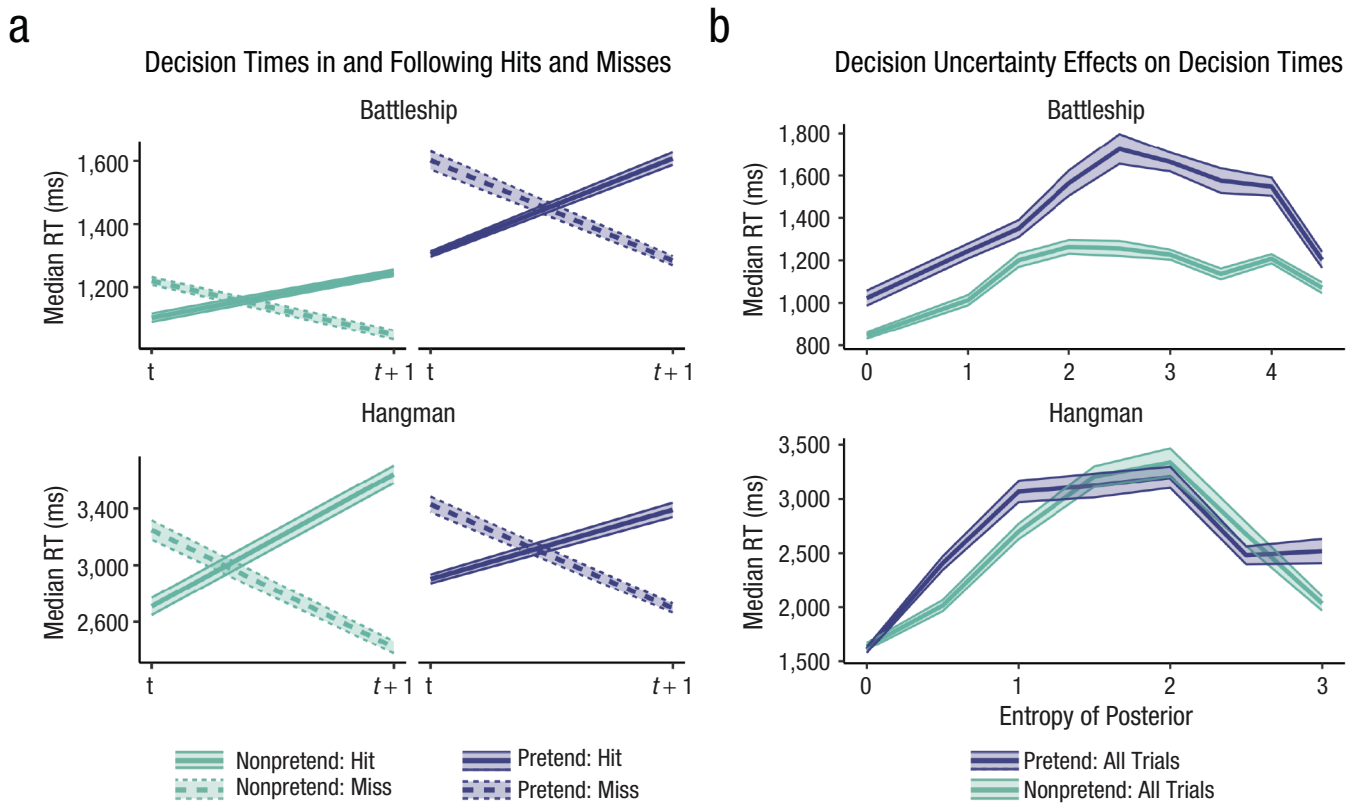 a
Decision Times in and Following Hits and Misses
Battleship
Median RT (ms)
1,600
1,400
1,200
t
t + 1
t
t + 1
Hangman
Median RT (ms)
3,400
3,000
2,600
t
t + 1
t
t + 1
Nonpretend: Hit
Nonpretend: Miss
Pretend: Hit
Pretend: Miss
b
Decision Uncertainty Effects on Decision Times
Battleship
Median RT (ms)
1,800
1,600
1,400
1,200
1,000
800
0 1 2 3 4
Hangman
Median RT (ms)
3,500
3,000
2,500
2,000
1,500
0 1 2 3
Entropy of Posterior
Pretend: All Trials
Nonpretend: All Trials